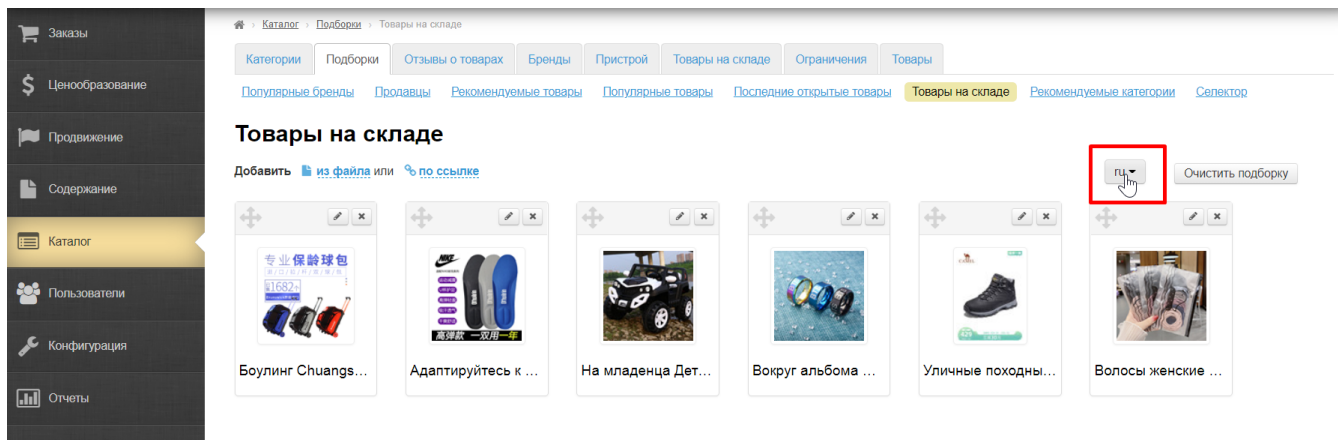 Заказы
Ценообразование
Продвижение
Содержание
Каталог
Пользователи
Конфигурация
Отчеты
Каталог › Подборки › Товары на складе
Категории Подборки Отзывы о товарах Бренды Пристрой Товары на складе Ограничения Товары
Популярные бренды Продавцы Рекомендуемые товары Популярные товары Последние открытые товары Товары на складе Рекомендуемые категории Селектор
Товары на складе
Добавить из файла или по ссылке
ru Очистить подборку
专业保龄球包
1682
NIKE
高弹款 一双用一年
CAMEL
Боулинг Chuangs... Адаптируйтесь к ... На младенца Дет... Вокруг альбома ... Уличные походны... Волосы женские ...